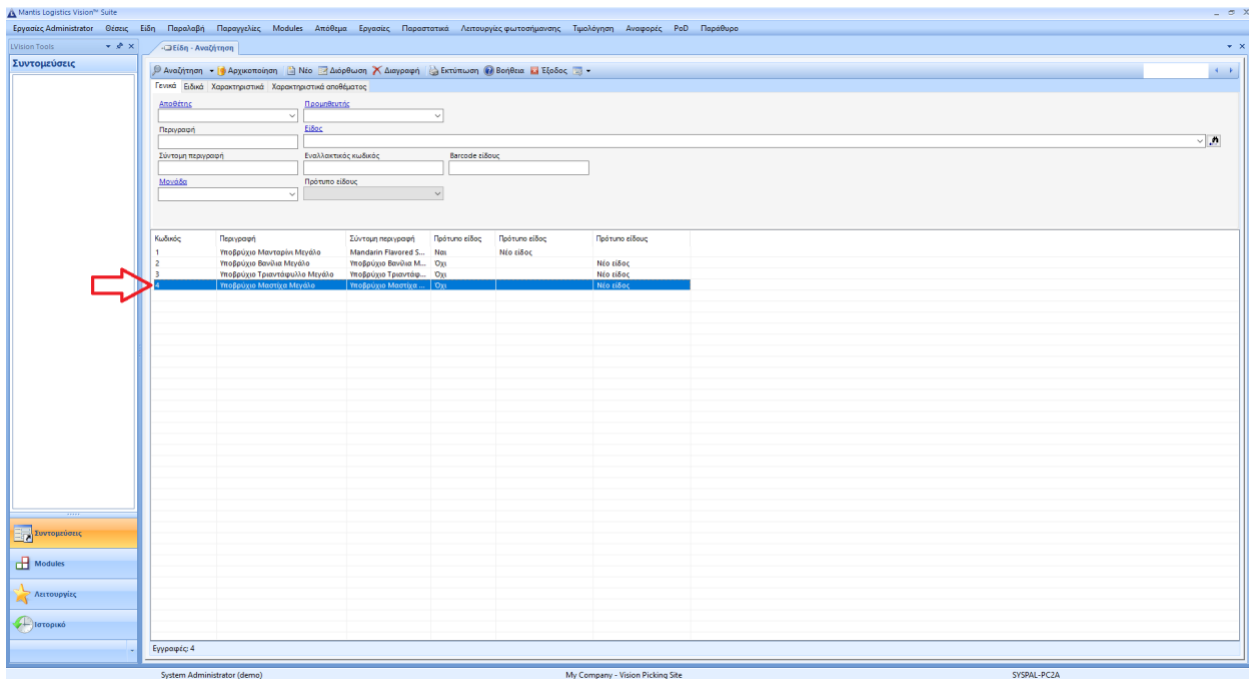 Mantis Logistics Vision™ Suite
Εργασίες Administrator Θέσεις Είδη Παραλαβή Παραγγελίες Modules Απόθεμα Εργασίες Παραστατικά Λειτουργίες φωτοσήμανσης Τιμολόγηση Αναφορές PoD Παράθυρο
LVision Tools
Είδη - Αναζήτηση
Συντομεύσεις
Αναζήτηση Αρχικοποίηση Νέο Διόρθωση Διαγραφή Εκτύπωση Βοήθεια Έξοδος
Γενικά Ειδικά Χαρακτηριστικά Χαρακτηριστικά αποθέματος
Αποθέτης Προμηθευτής
Περιγραφή Είδος
Σύντομη περιγραφή Εναλλακτικός κωδικός Barcode είδους
Μονάδα Πρότυπο είδους
Κωδικός Περιγραφή Σύντομη περιγραφή Πρότυπο είδος Πρότυπο είδος Πρότυπο είδους
1 Υποβρύχιο Μανταρίνι Μεγάλο Mandarin Flavored S... Ναι Νέο είδος
2 Υποβρύχιο Βανίλια Μεγάλο Υποβρύχιο Βανίλια Μ... Όχι Νέο είδος
3 Υποβρύχιο Τριαντάφυλλο Μεγάλο Υποβρύχιο Τριαντάφ... Όχι Νέο είδος
4 Υποβρύχιο Μαστίχα Μεγάλο Υποβρύχιο Μαστίχα ... Όχι Νέο είδος
Συντομεύσεις
Modules
Λειτουργίες
Ιστορικό
Εγγραφές: 4
System Administrator (demo) My Company - Vision Picking Site SYSPAL-PC2A